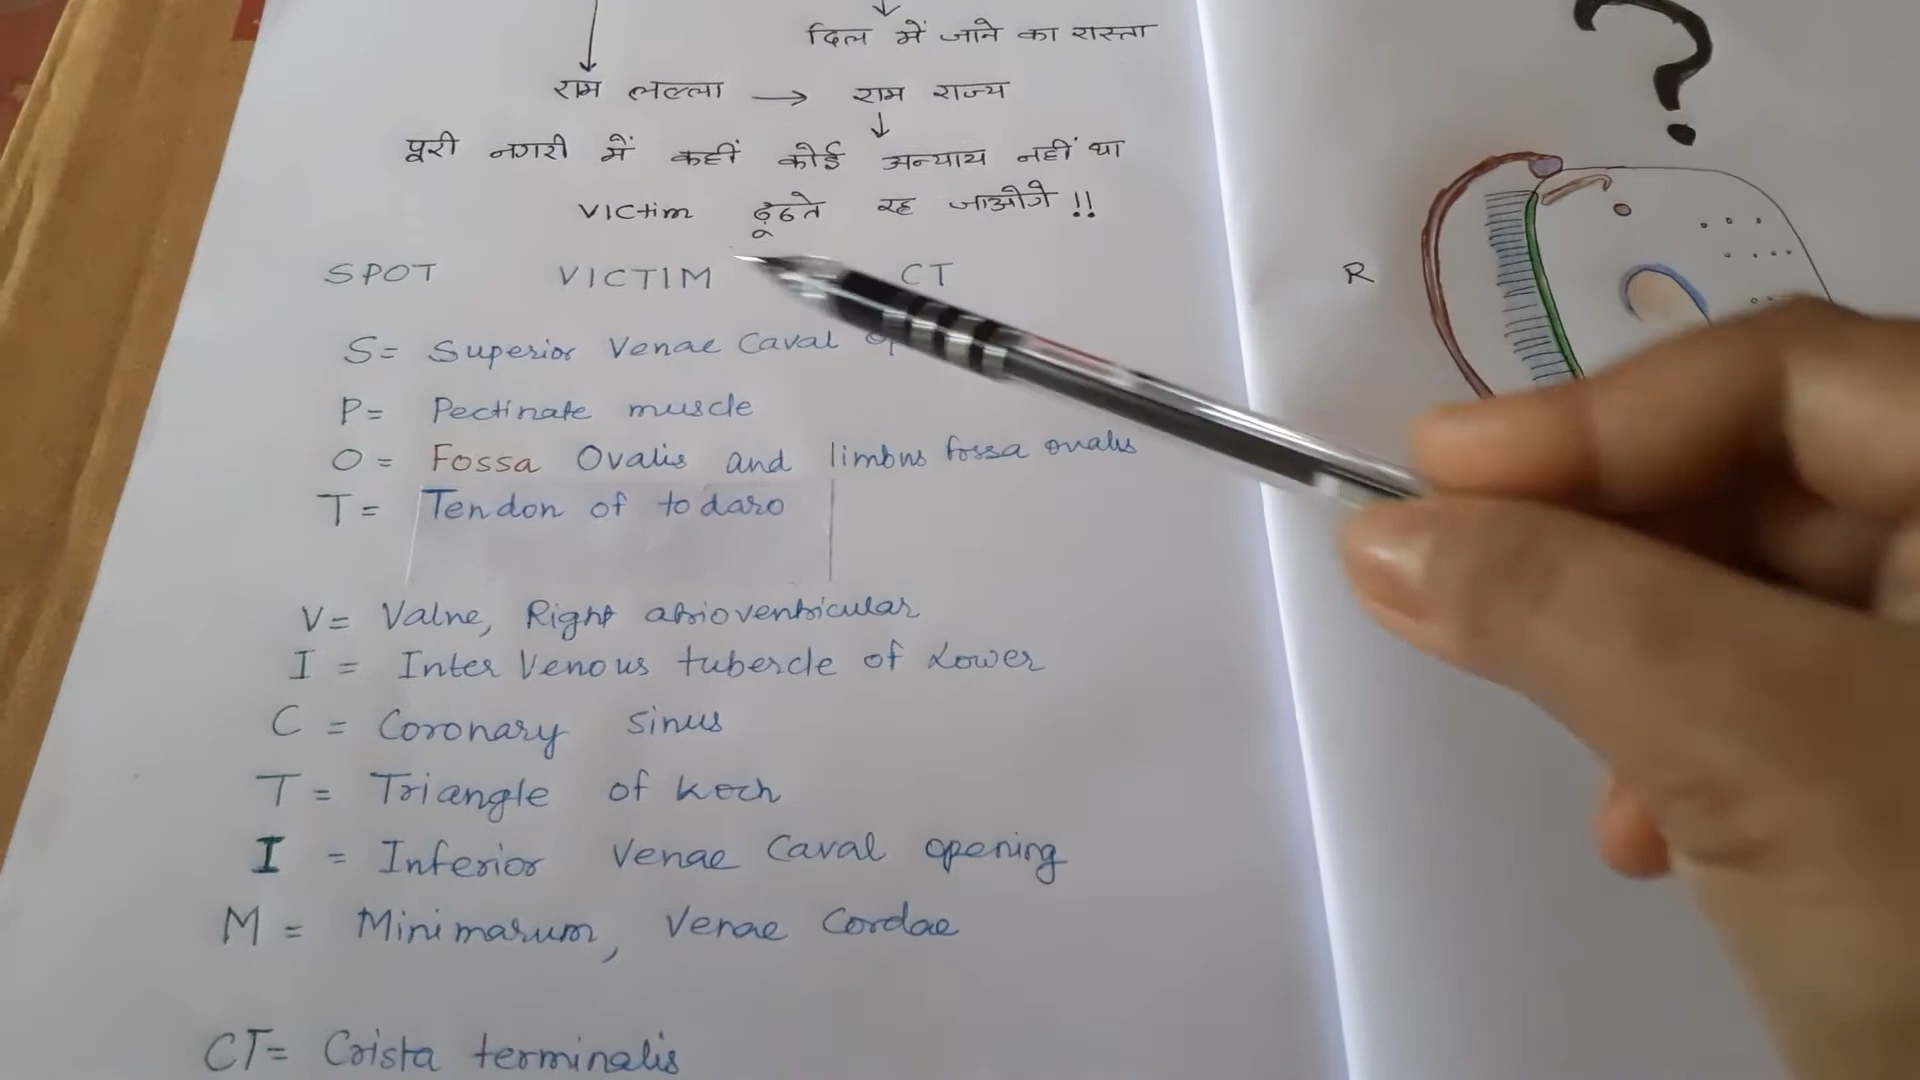 दिल में जाने का रास्ता
राम लल्ला → राम राज्य
पूरी नगरी में कहीं कोई अन्याय नहीं था
victim ढूंढते रह जाओगे !!
SPOT VICTIM CT
S= Superior Venae Caval
P= Pectinate muscle
O= Fossa Ovalis and limbus fossa ovalis
T= Tendon of todaro
V= Valve, Right atrioventricular
I = Inter Venous tubercle of Lower
C = Coronary sinus
T= Triangle of Koch
I = Inferior Venae Caval opening
M = Minimarum, Venae Cordae
CT= Crista terminalis
?
R